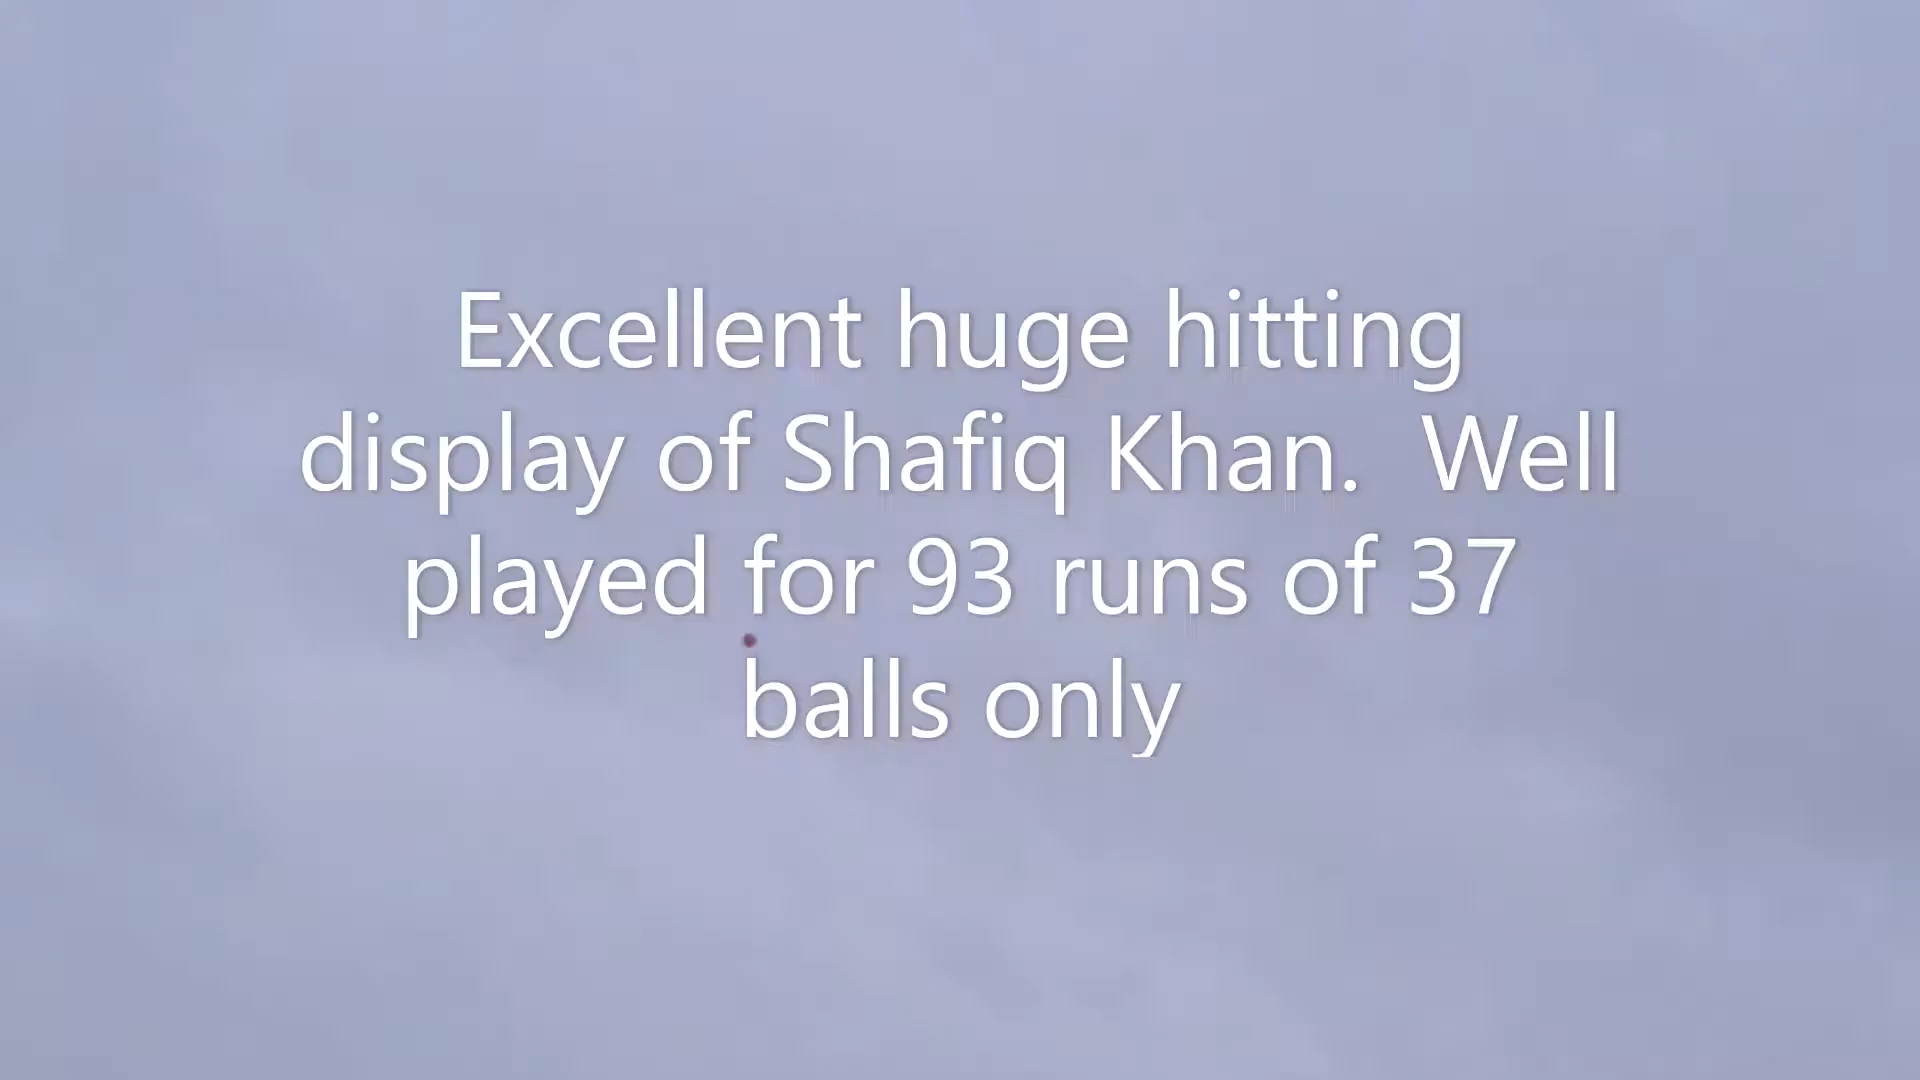 Excellent huge hitting
display of Shafiq Khan.  Well
played for 93 runs of 37
balls only